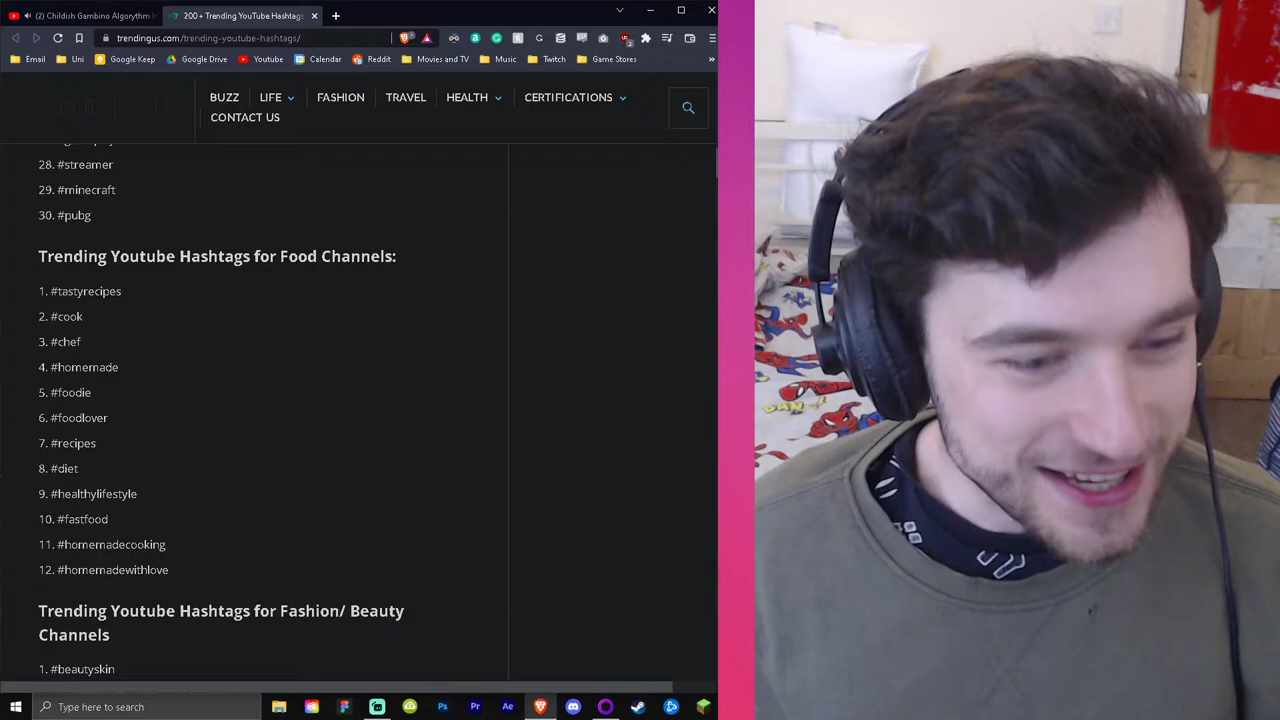 (2) Childish Gambino Algorythm
200+ Trending YouTube Hashtags
trendingus.com/trending-youtube-hashtags/
Email Uni Google Keep Google Drive Youtube Calendar Reddit Movies and TV Music Twitch Game Stores
BUZZ LIFE FASHION TRAVEL HEALTH CERTIFICATIONS
CONTACT US
28. #streamer
29. #minecraft
30. #pubg
Trending Youtube Hashtags for Food Channels:
1. #tastyrecipes
2. #cook
3. #chef
4. #homemade
5. #foodie
6. #foodlover
7. #recipes
8. #diet
9. #healthylifestyle
10. #fastfood
11. #homernadecooking
12. #homernadewithlove
Trending Youtube Hashtags for Fashion/ Beauty
Channels
1. #beautyskin
Type here to search